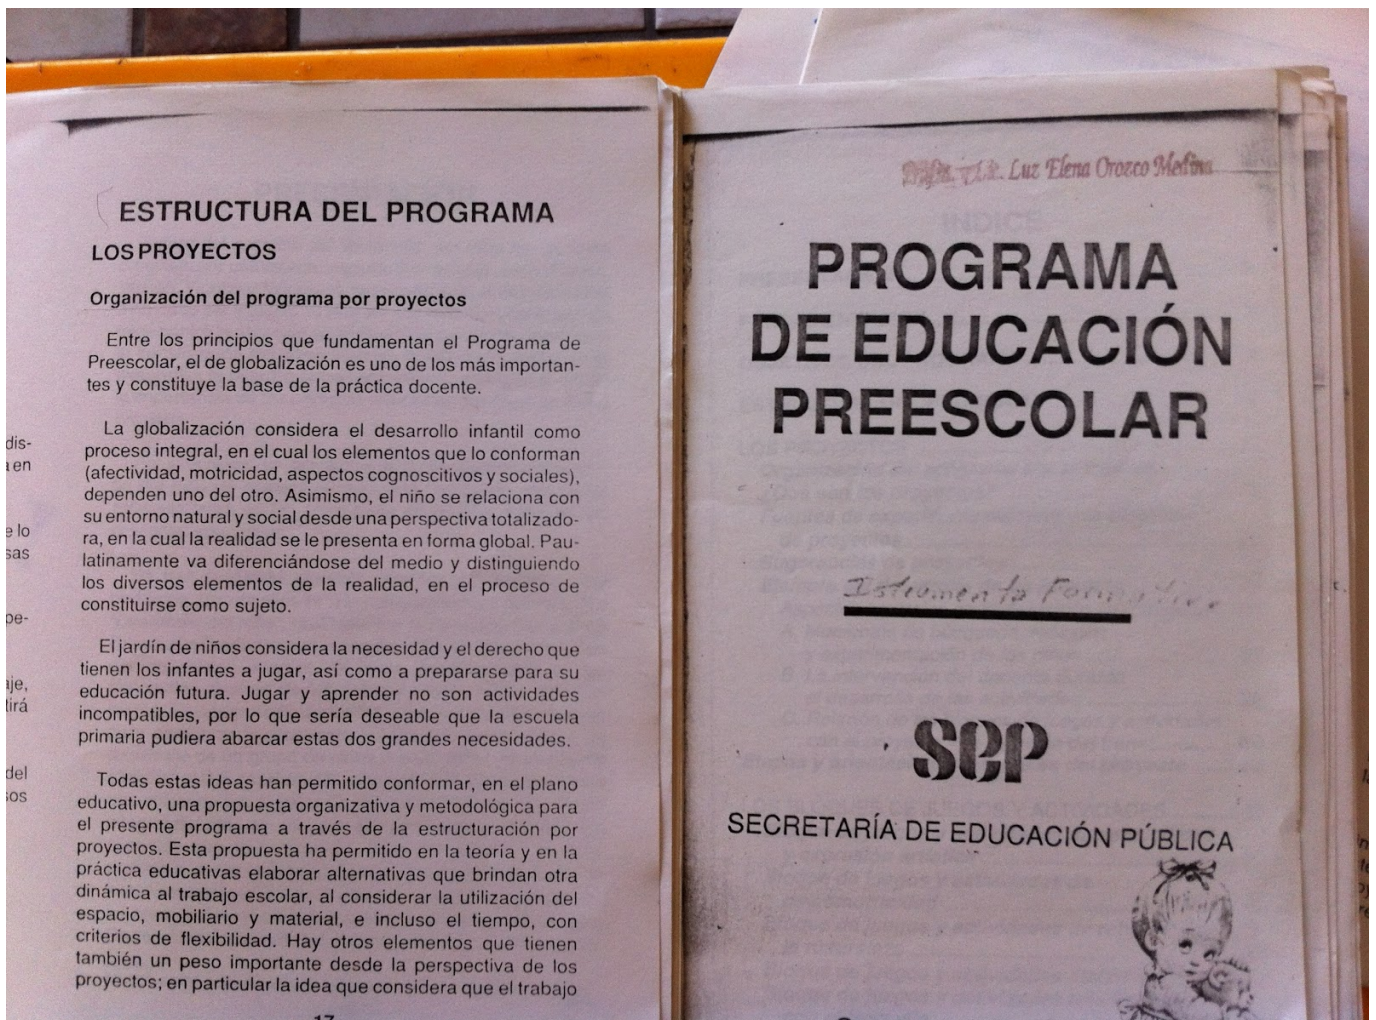 ESTRUCTURA DEL PROGRAMA
LOS PROYECTOS
Organización del programa por proyectos
Entre los principios que fundamentan el Programa de
Preescolar, el de globalización es uno de los más importan-
tes y constituye la base de la práctica docente.
La globalización considera el desarrollo infantil como
proceso integral, en el cual los elementos que lo conforman
(afectividad, motricidad, aspectos cognoscitivos y sociales),
dependen uno del otro. Asimismo, el niño se relaciona con
su entorno natural y social desde una perspectiva totalizado-
ra, en la cual la realidad se le presenta en forma global. Pau-
latinamente va diferenciándose del medio y distinguiendo
los diversos elementos de la realidad, en el proceso de
constituirse como sujeto.
El jardín de niños considera la necesidad y el derecho que
tienen los infantes a jugar, así como a prepararse para su
educación futura. Jugar y aprender no son actividades
incompatibles, por lo que sería deseable que la escuela
primaria pudiera abarcar estas dos grandes necesidades.
Todas estas ideas han permitido conformar, en el plano
educativo, una propuesta organizativa y metodológica para
el presente programa a través de la estructuración por
proyectos. Esta propuesta ha permitido en la teoría y en la
práctica educativas elaborar alternativas que brindan otra
dinámica al trabajo escolar, al considerar la utilización del
espacio, mobiliario y material, e incluso el tiempo, con
criterios de flexibilidad. Hay otros elementos que tienen
también un peso importante desde la perspectiva de los
proyectos; en particular la idea que considera que el trabajo
17
Luz Elena Orozco Medina
PROGRAMA
DE EDUCACIÓN
PREESCOLAR
SEP
SECRETARÍA DE EDUCACIÓN PÚBLICA